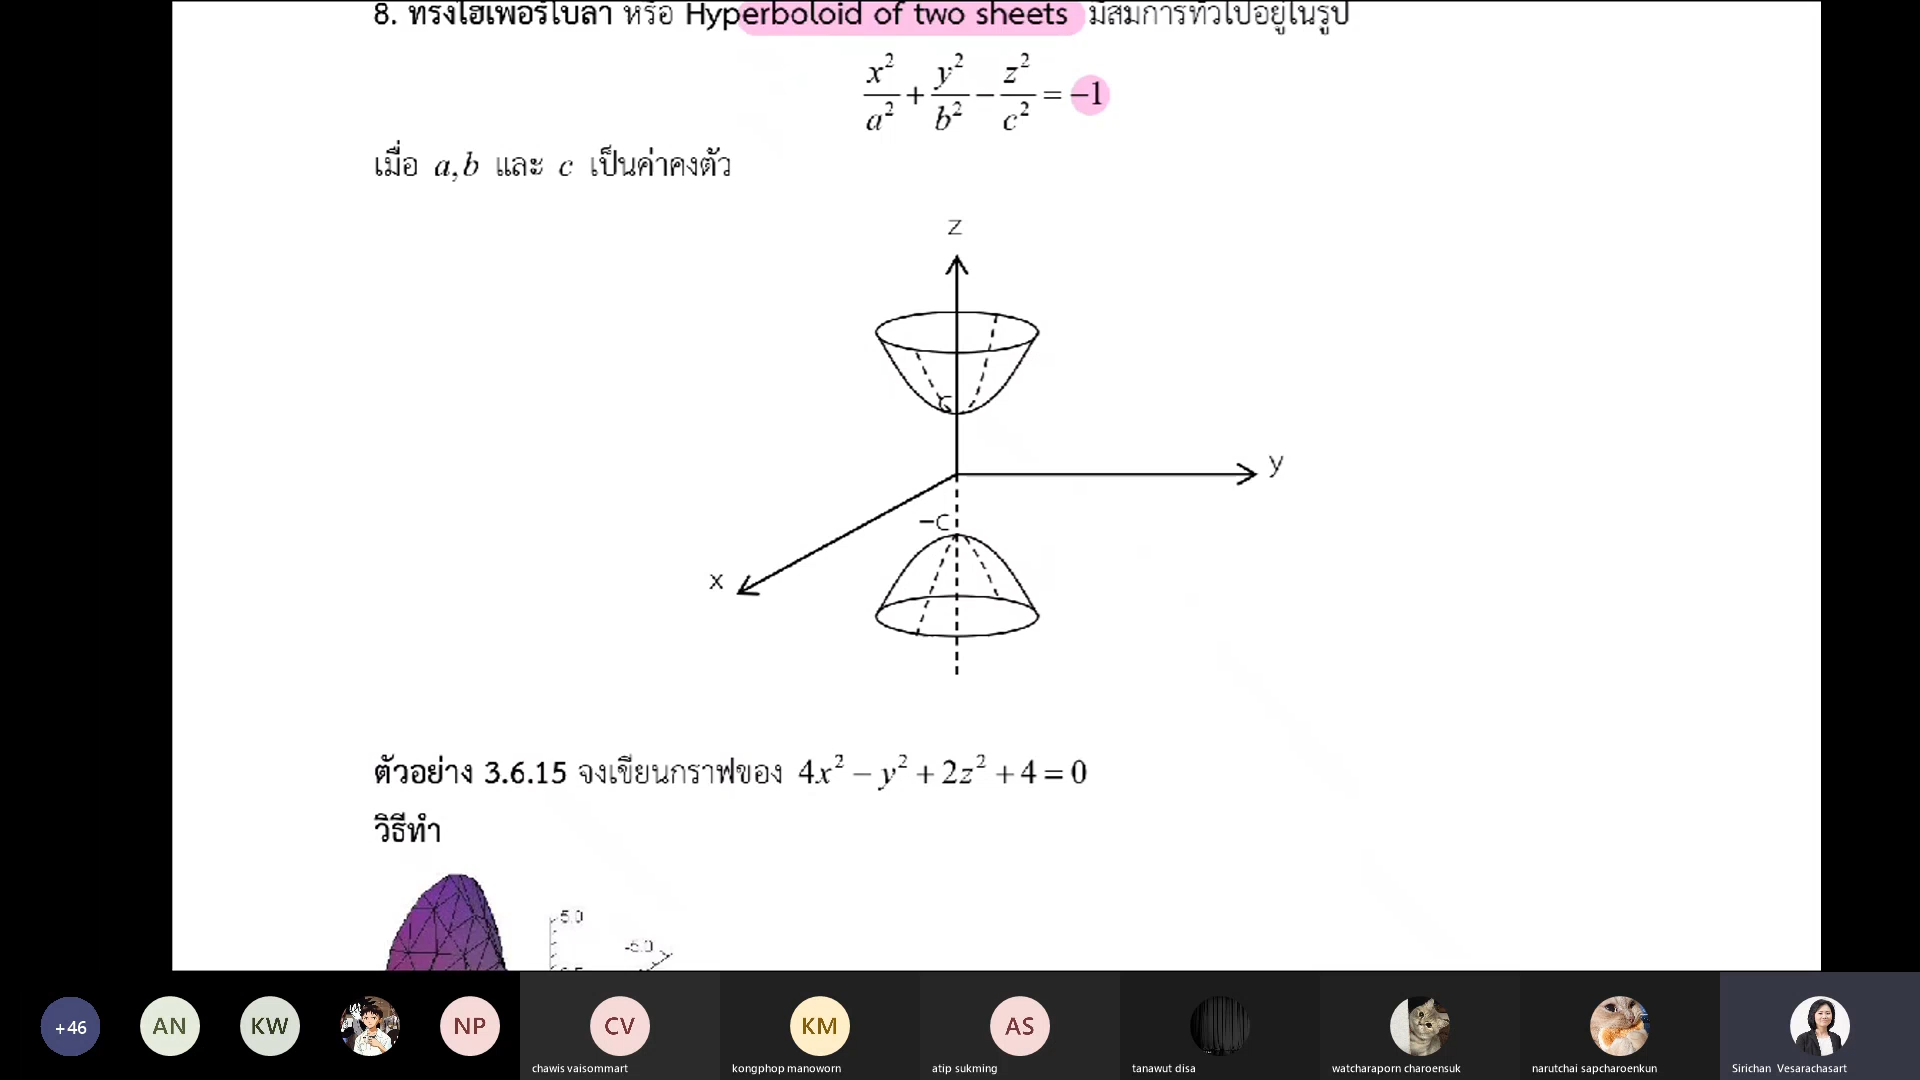 8. ทรงไฮเพอร์โบลา หรือ Hyperboloid of two sheets มีสมการทั่วไปอยู่ในรูป
x²/a² + y²/b² − z²/c² = −1
เมื่อ a,b และ c เป็นค่าคงตัว
z
C
y
−C
x
ตัวอย่าง 3.6.15 จงเขียนกราฟของ 4x² − y² + 2z² + 4 = 0
วิธีทำ
5.0
-5.0
+46 AN KW NP CV KM AS
chawis vaisommart kongphop manoworn atip sukming tanawut disa watcharaporn charoensuk narutchai sapcharoenkun Sirichan Vesarachasart